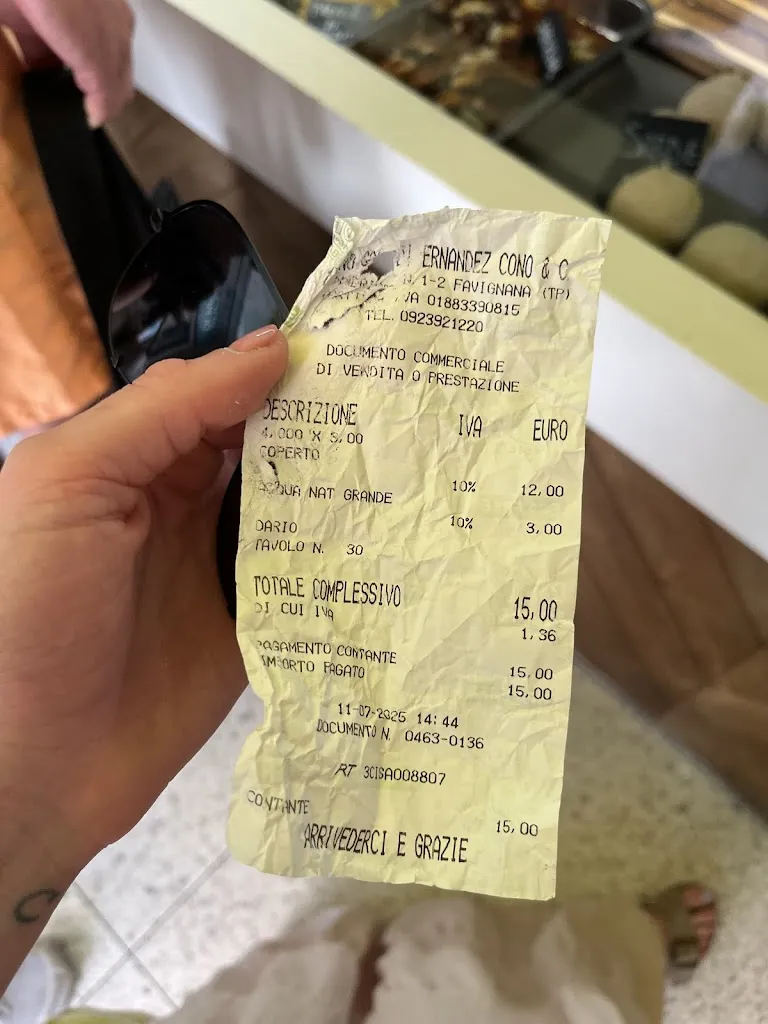 ERNANDEZ CONO & C
N/1-2 FAVIGNANA (TP)
IVA 01883390815
TEL. 0923921220
DOCUMENTO COMMERCIALE
DI VENDITA O PRESTAZIONE
DESCRIZIONE IVA EURO
4,000 X 3,00
COPERTO 10% 12,00
ACQUA NAT GRANDE 10% 3,00
DARIO
TAVOLO N. 30
TOTALE COMPLESSIVO 15,00
DI CUI IVA 1,36
PAGAMENTO CONTANTE 15,00
IMPORTO PAGATO 15,00
11-07-2025 14:44
DOCUMENTO N. 0463-0136
RT 3CISA008807
CONTANTE 15,00
ARRIVEDERCI E GRAZIE